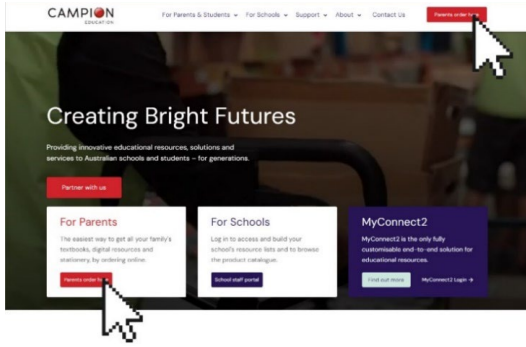 CAMPION
EDUCATION
For Parents & Students For Schools Support About Contact Us
Parents order here
Creating Bright Futures
Providing innovative educational resources, solutions and
services to Australian schools and students – for generations.
Partner with us
For Parents
The easiest way to get all your family's
textbooks, digital resources and
stationery, by ordering online.
Parents order
For Schools
Log in to access and build your
school's resource lists and to browse
the product catalogue.
School staff portal
MyConnect2
MyConnect2 is the only fully
customisable end-to-end solution for
educational resources.
Find out more MyConnect2 Login →